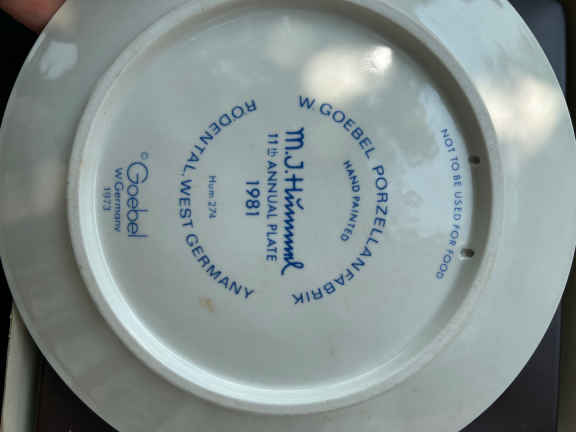 NOT TO BE USED FOR FOOD
W. GOEBEL PORZELLANFABRIK
HAND PAINTED
M.J.Hümmel
11th ANNUAL PLATE
1981
Hum 274
RODENTAL, WEST GERMANY
© Goebel
W.Germany
1973